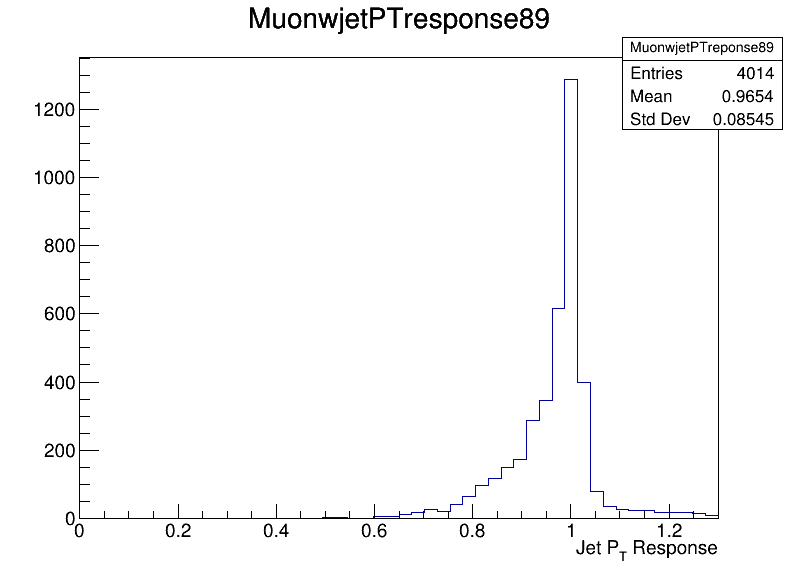 MuonwjetPTresponse89
MuonwjetPTreponse89
Entries 4014
Mean 0.9654
Std Dev 0.08545
1200
1000
800
600
400
200
0
0 0.2 0.4 0.6 0.8 1 1.2
Jet P_T Response